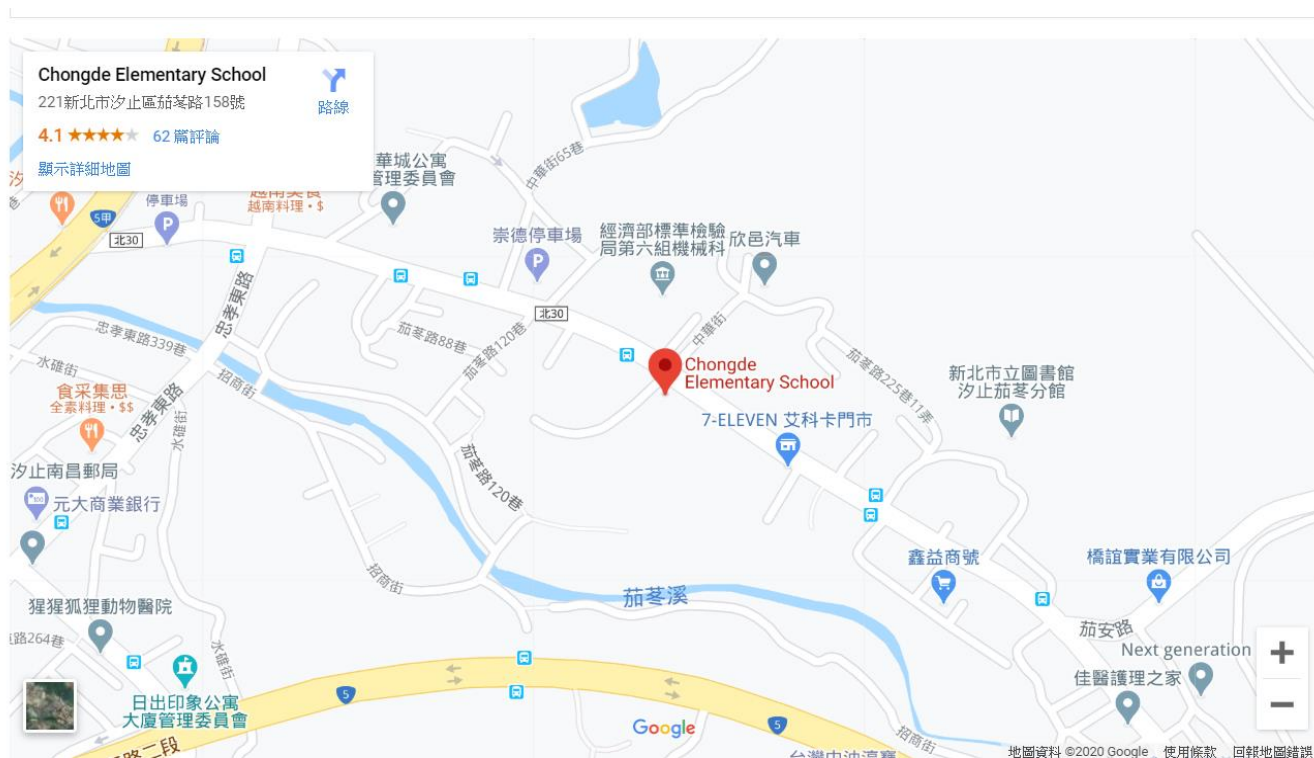 Chongde Elementary School
221新北市汐止區茄苳路158號
路線
4.1
62 篇評論
顯示詳細地圖
汐
華城公寓
管理委員會
中華街65巷
停車場
越南美食
越南料理・$
5甲
北30
崇德停車場
經濟部標準檢驗
局第六組機械科
欣邑汽車
忠孝東路
北30
中華街
忠孝東路339巷
茄苳路88巷
茄苳路120巷
水碓街
招商街
Chongde
Elementary School
茄苳路225巷11弄
新北市立圖書館
汐止茄苳分館
食采集思
全素料理・$$
忠孝東路
水碓街
7-ELEVEN 艾科卡門市
汐止南昌郵局
茄苳路120巷
元大商業銀行
鑫益商號
橋誼實業有限公司
招商街
茄苳溪
猩猩狐狸動物醫院
路264巷
茄安路
水碓街
Next generation
佳醫護理之家
日出印象公寓
大廈管理委員會
5
5
Google
招商街
路二段
地圖資料 ©2020 Google
使用條款
回報地圖錯誤